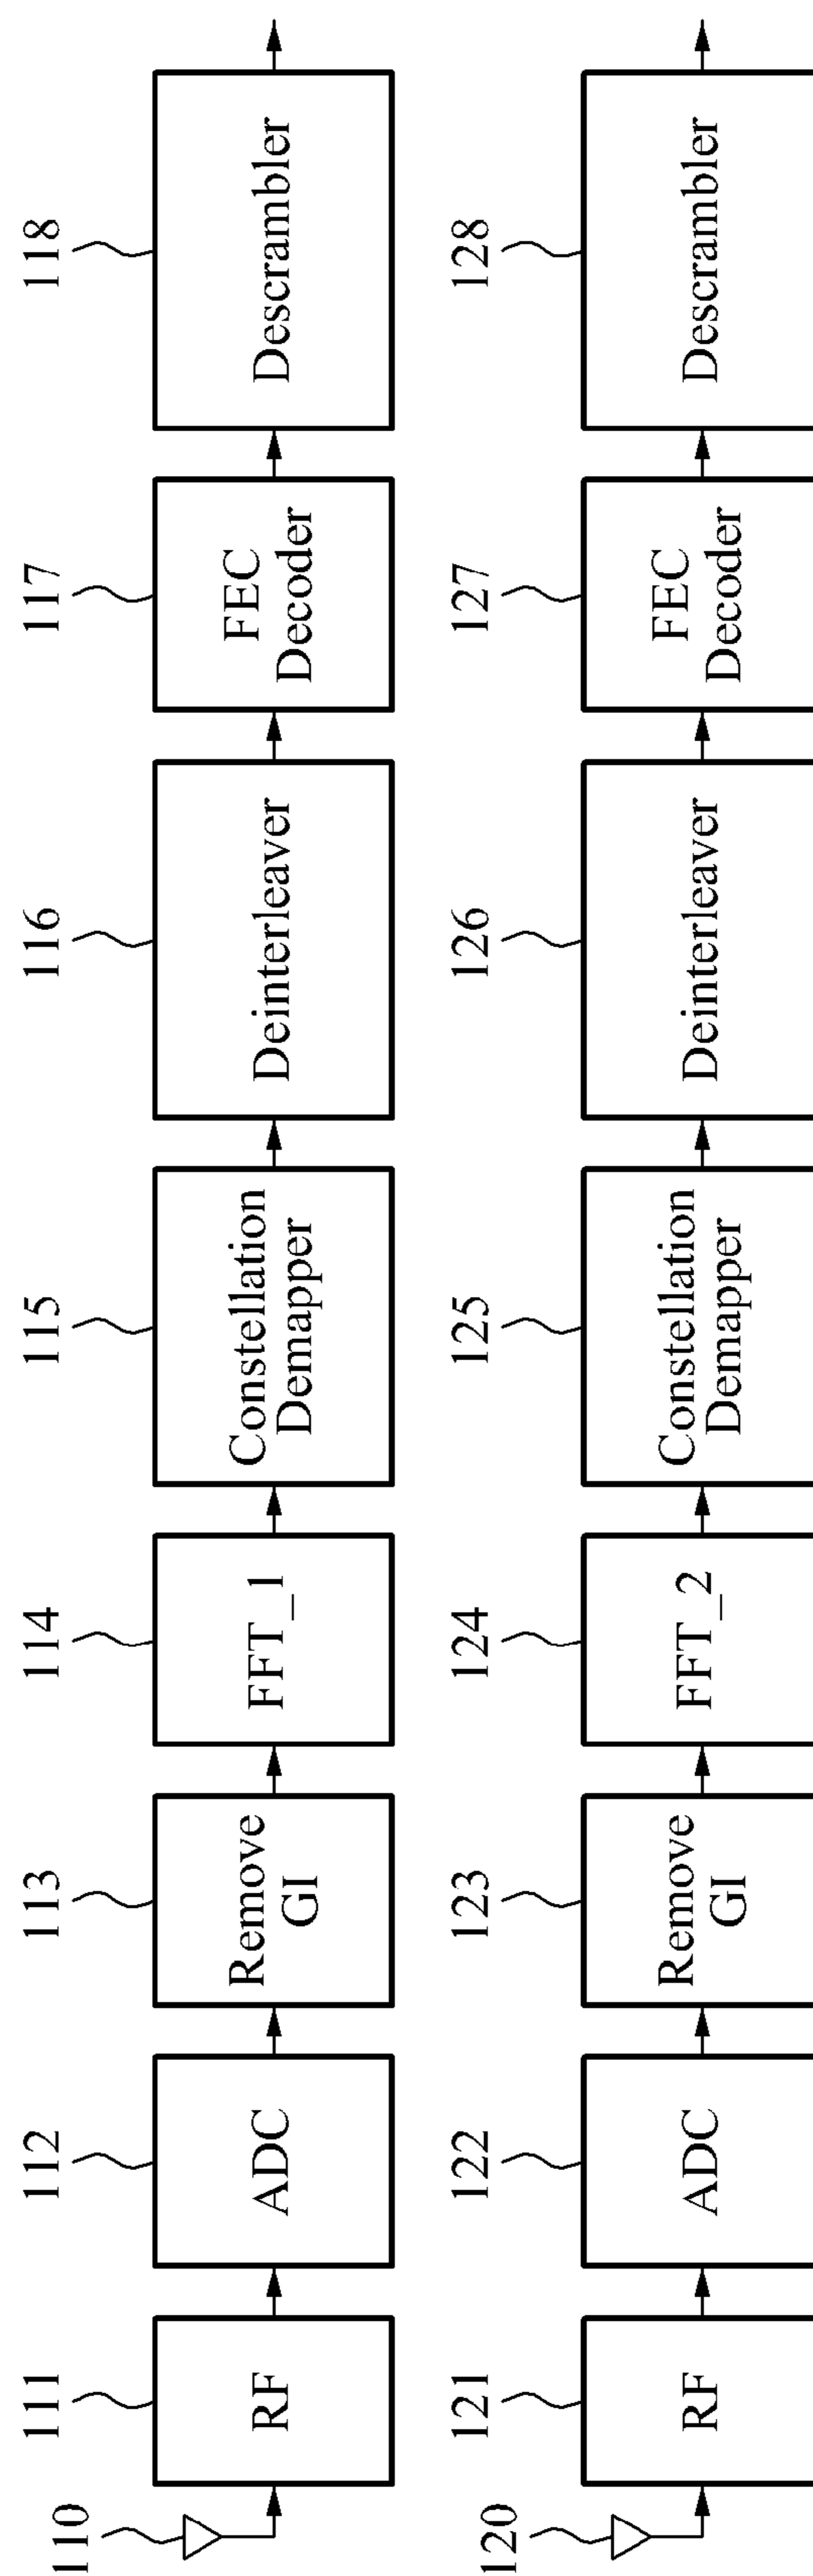 110
111
112
113
114
115
116
117
118
RF
ADC
Remove
GI
FFT_1
Constellation
Demapper
Deinterleaver
FEC
Decoder
Descrambler
120
121
122
123
124
125
126
127
128
RF
ADC
Remove
GI
FFT_2
Constellation
Demapper
Deinterleaver
FEC
Decoder
Descrambler